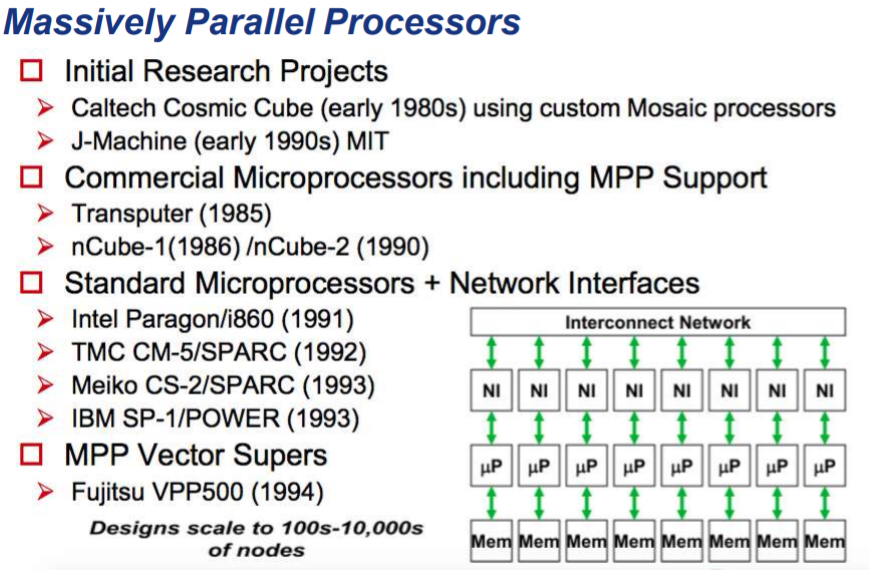 Massively Parallel Processors
Initial Research Projects
Caltech Cosmic Cube (early 1980s) using custom Mosaic processors
J-Machine (early 1990s) MIT
Commercial Microprocessors including MPP Support
Transputer (1985)
nCube-1(1986) /nCube-2 (1990)
Standard Microprocessors + Network Interfaces
Intel Paragon/i860 (1991)
TMC CM-5/SPARC (1992)
Meiko CS-2/SPARC (1993)
IBM SP-1/POWER (1993)
MPP Vector Supers
Fujitsu VPP500 (1994)
Designs scale to 100s-10,000s
of nodes
Interconnect Network
NI NI NI NI NI NI NI NI
µP µP µP µP µP µP µP µP
Mem Mem Mem Mem Mem Mem Mem Mem